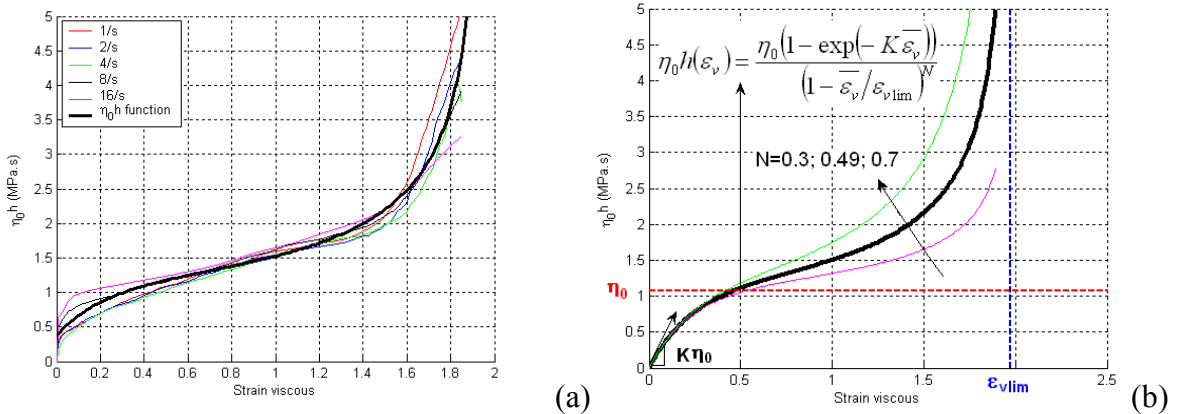 5
4.5
4
3.5
3
2.5
2
1.5
1
0.5
0
η₀h (MPa.s)
1/s
2/s
4/s
8/s
16/s
η₀h function
0 0.2 0.4 0.6 0.8 1.0 1.2 1.4 1.6 1.8 2
Strain viscous
(a)
5
4.5
4
3.5
3
2.5
2
1.5
1
0.5
0
η₀h (MPa.s)
η₀h(εᵥ) = η₀(1 − exp(− K ε̅ᵥ)) / (1 − ε̅ᵥ/εᵥlim)^N
N=0.3; 0.49; 0.7
η₀
Kη₀
0 0.5 1 1.5 2.5
εvlim
Strain viscous
(b)